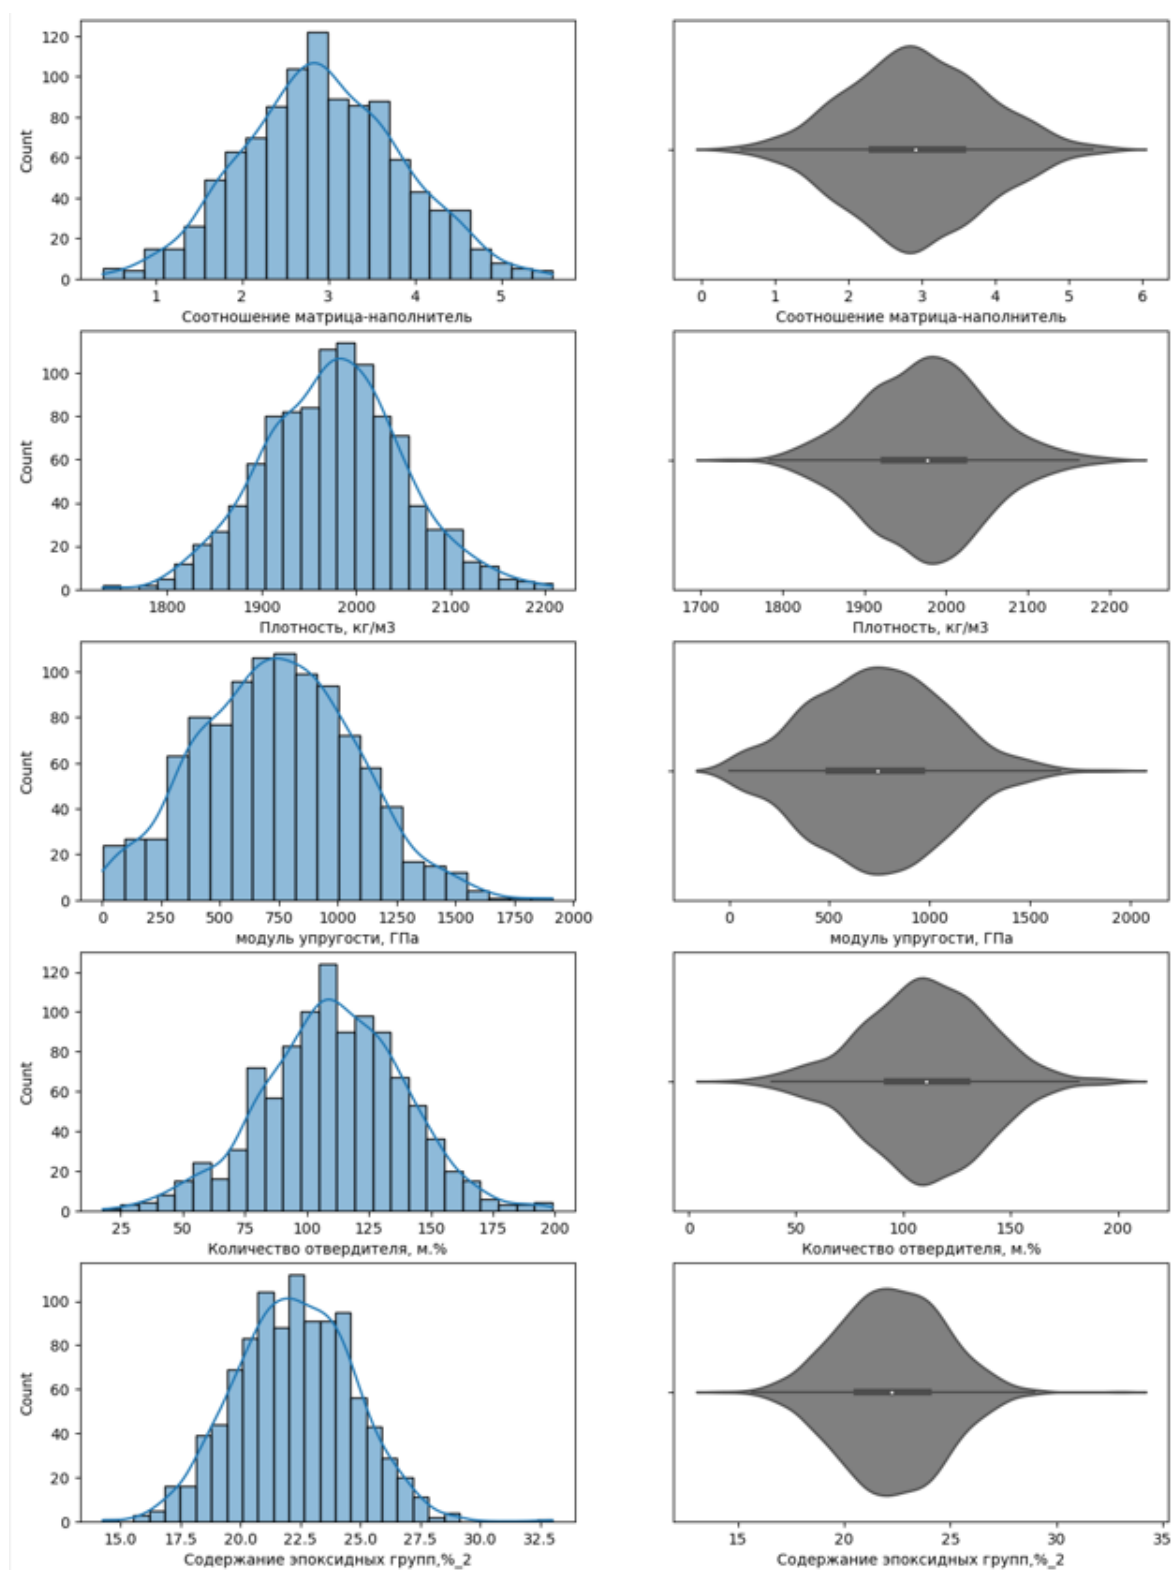 120
100
80
60
40
20
0
Count
1 2 3 4 5
Соотношение матрица-наполнитель
0 1 2 3 4 5 6
Соотношение матрица-наполнитель
100
80
60
40
20
0
Count
1800 1900 2000 2100 2200
Плотность, кг/м3
1700 1800 1900 2000 2100 2200
Плотность, кг/м3
100
80
60
40
20
0
Count
0 250 500 750 1000 1250 1500 1750 2000
модуль упругости, ГПа
0 500 1000 1500 2000
модуль упругости, ГПа
120
100
80
60
40
20
0
Count
25 50 75 100 125 150 175 200
Количество отвердителя, м.%
0 50 100 150 200
Количество отвердителя, м.%
100
80
60
40
20
0
Count
15.0 17.5 20.0 22.5 25.0 27.5 30.0 32.5
Содержание эпоксидных групп,%_2
15 20 25 30 35
Содержание эпоксидных групп,%_2